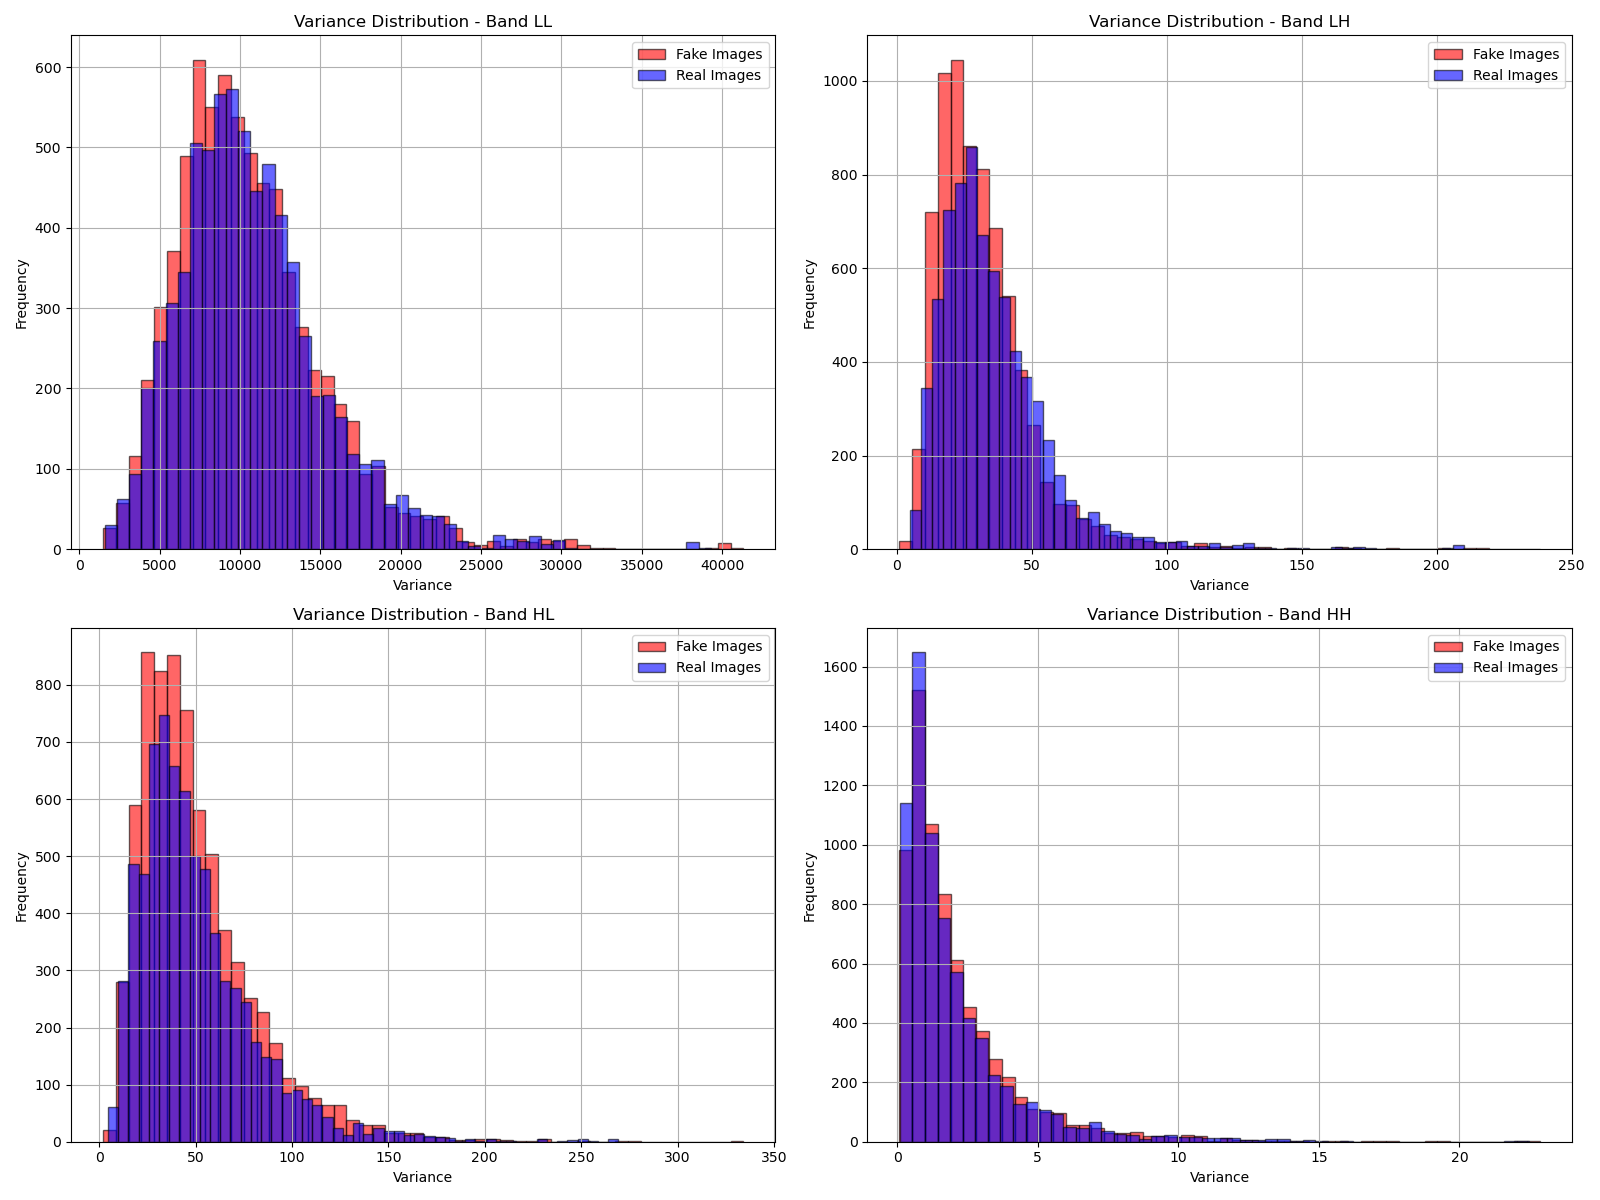 Variance Distribution - Band LL
Fake Images
Real Images
Frequency
600
500
400
300
200
100
0
0 5000 10000 15000 20000 25000 30000 35000 40000
Variance
Variance Distribution - Band LH
Fake Images
Real Images
Frequency
1000
800
600
400
200
0
0 50 100 150 200 250
Variance
Variance Distribution - Band HL
Fake Images
Real Images
Frequency
800
700
600
500
400
300
200
100
0
0 50 100 150 200 250 300 350
Variance
Variance Distribution - Band HH
Fake Images
Real Images
Frequency
1600
1400
1200
1000
800
600
400
200
0
0 5 10 15 20
Variance